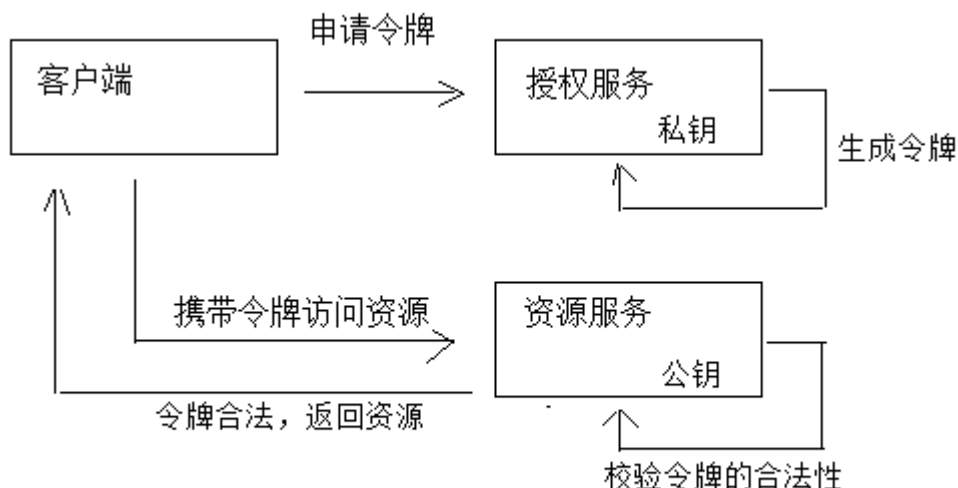 申请令牌
客户端
授权服务
私钥
生成令牌
携带令牌访问资源
资源服务
公钥
令牌合法，返回资源
校验令牌的合法性